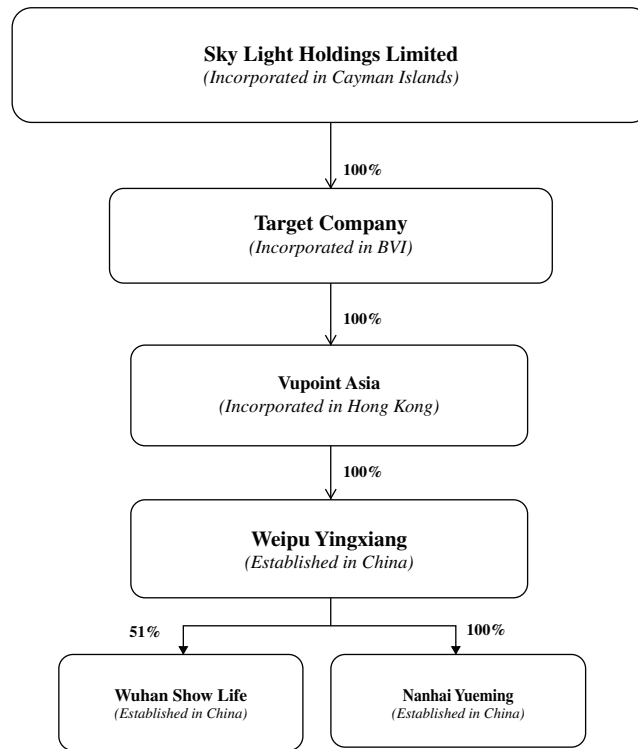 Sky Light Holdings Limited
(Incorporated in Cayman Islands)
100%
Target Company
(Incorporated in BVI)
100%
Vupoint Asia
(Incorporated in Hong Kong)
100%
Weipu Yingxiang
(Established in China)
51%
100%
Wuhan Show Life
(Established in China)
Nanhai Yueming
(Established in China)